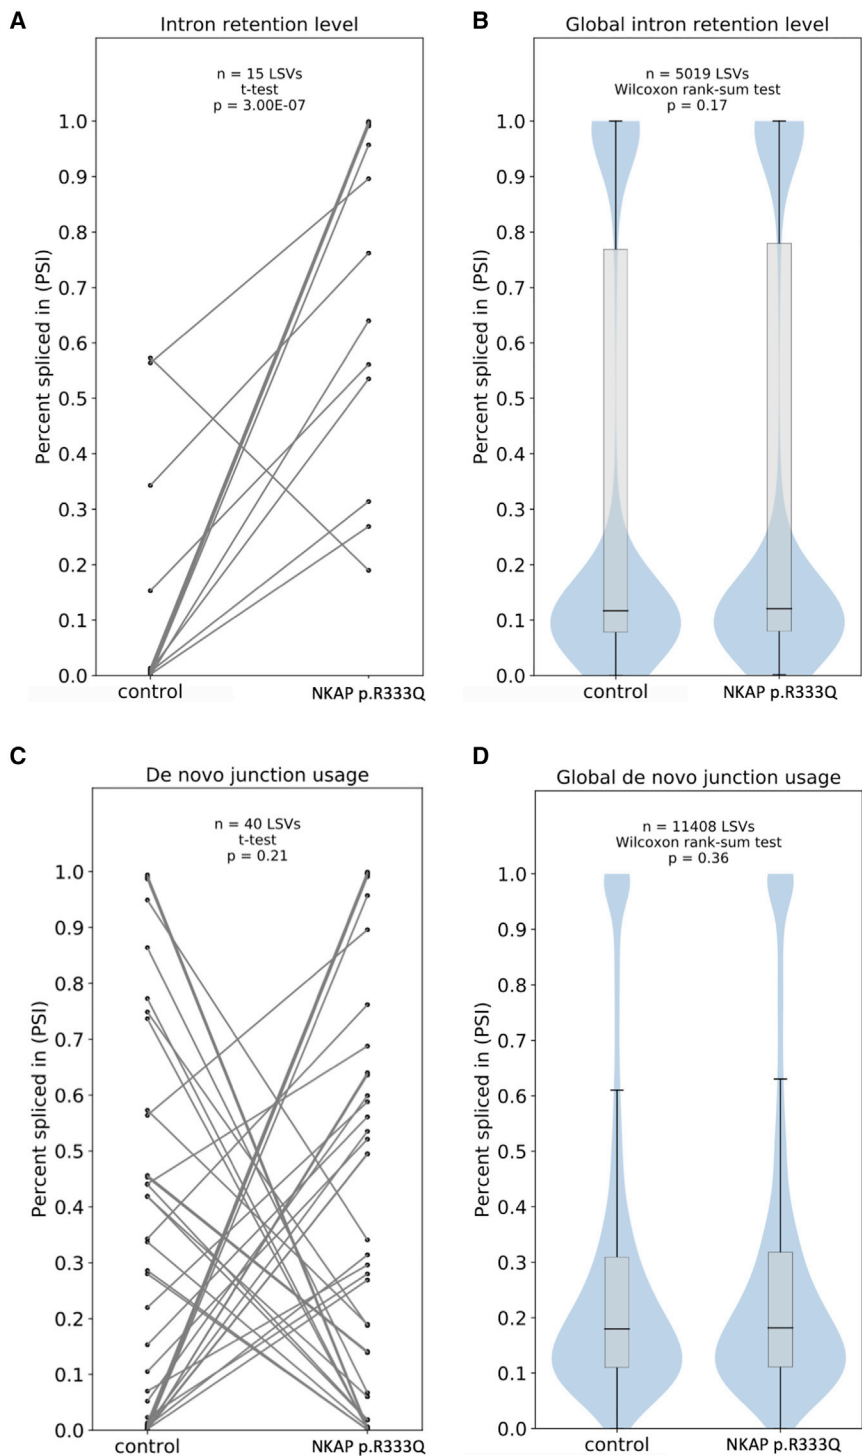 A
Intron retention level
n = 15 LSVs
t-test
p = 3.00E-07
1.0
0.9
0.8
0.7
0.6
0.5
0.4
0.3
0.2
0.1
0.0
Percent spliced in (PSI)
control
NKAP p.R333Q
B
Global intron retention level
n = 5019 LSVs
Wilcoxon rank-sum test
p = 0.17
1.0
0.9
0.8
0.7
0.6
0.5
0.4
0.3
0.2
0.1
0.0
Percent spliced in (PSI)
control
NKAP p.R333Q
C
De novo junction usage
n = 40 LSVs
t-test
p = 0.21
1.0
0.9
0.8
0.7
0.6
0.5
0.4
0.3
0.2
0.1
0.0
Percent spliced in (PSI)
control
NKAP p.R333Q
D
Global de novo junction usage
n = 11408 LSVs
Wilcoxon rank-sum test
p = 0.36
1.0
0.9
0.8
0.7
0.6
0.5
0.4
0.3
0.2
0.1
0.0
Percent spliced in (PSI)
control
NKAP p.R333Q